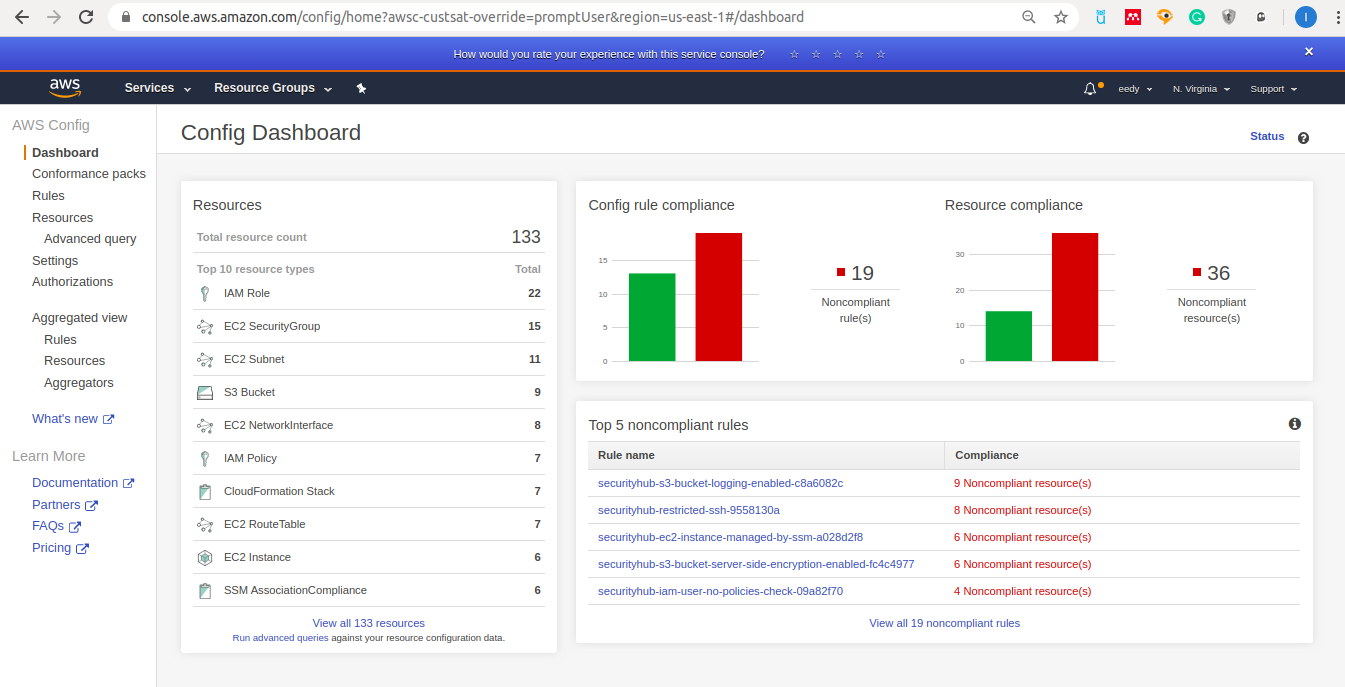 console.aws.amazon.com/config/home?awsc-custsat-override=promptUser&region=us-east-1#/dashboard
I
How would you rate your experience with this service console?
aws
Services
Resource Groups
eedy
N. Virginia
Support
AWS Config
Dashboard
Conformance packs
Rules
Resources
Advanced query
Settings
Authorizations
Aggregated view
Rules
Resources
Aggregators
What's new
Learn More
Documentation
Partners
FAQs
Pricing
Config Dashboard
Status
Resources
Total resource count 133
Top 10 resource types Total
IAM Role 22
EC2 SecurityGroup 15
EC2 Subnet 11
S3 Bucket 9
EC2 NetworkInterface 8
IAM Policy 7
CloudFormation Stack 7
EC2 RouteTable 7
EC2 Instance 6
SSM AssociationCompliance 6
View all 133 resources
Run advanced queries against your resource configuration data.
Config rule compliance
15
10
5
0
19
Noncompliant
rule(s)
Resource compliance
30
20
10
0
36
Noncompliant
resource(s)
Top 5 noncompliant rules
Rule name Compliance
securityhub-s3-bucket-logging-enabled-c8a6082c 9 Noncompliant resource(s)
securityhub-restricted-ssh-9558130a 8 Noncompliant resource(s)
securityhub-ec2-instance-managed-by-ssm-a028d2f8 6 Noncompliant resource(s)
securityhub-s3-bucket-server-side-encryption-enabled-fc4c4977 6 Noncompliant resource(s)
securityhub-iam-user-no-policies-check-09a82f70 4 Noncompliant resource(s)
View all 19 noncompliant rules